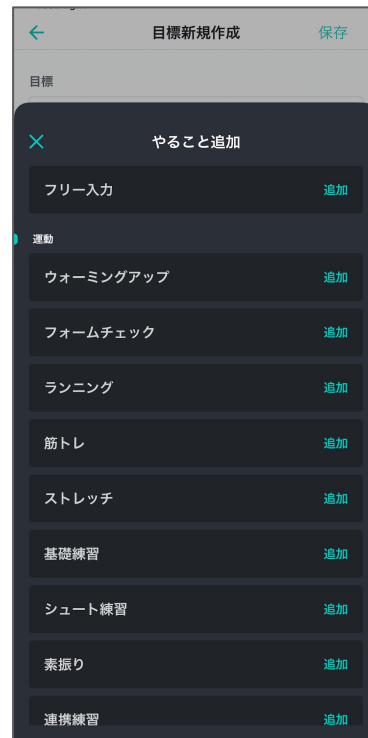 目標新規作成 保存
目標
やること追加
フリー入力 追加
運動
ウォーミングアップ 追加
フォームチェック 追加
ランニング 追加
筋トレ 追加
ストレッチ 追加
基礎練習 追加
シュート練習 追加
素振り 追加
連携練習 追加